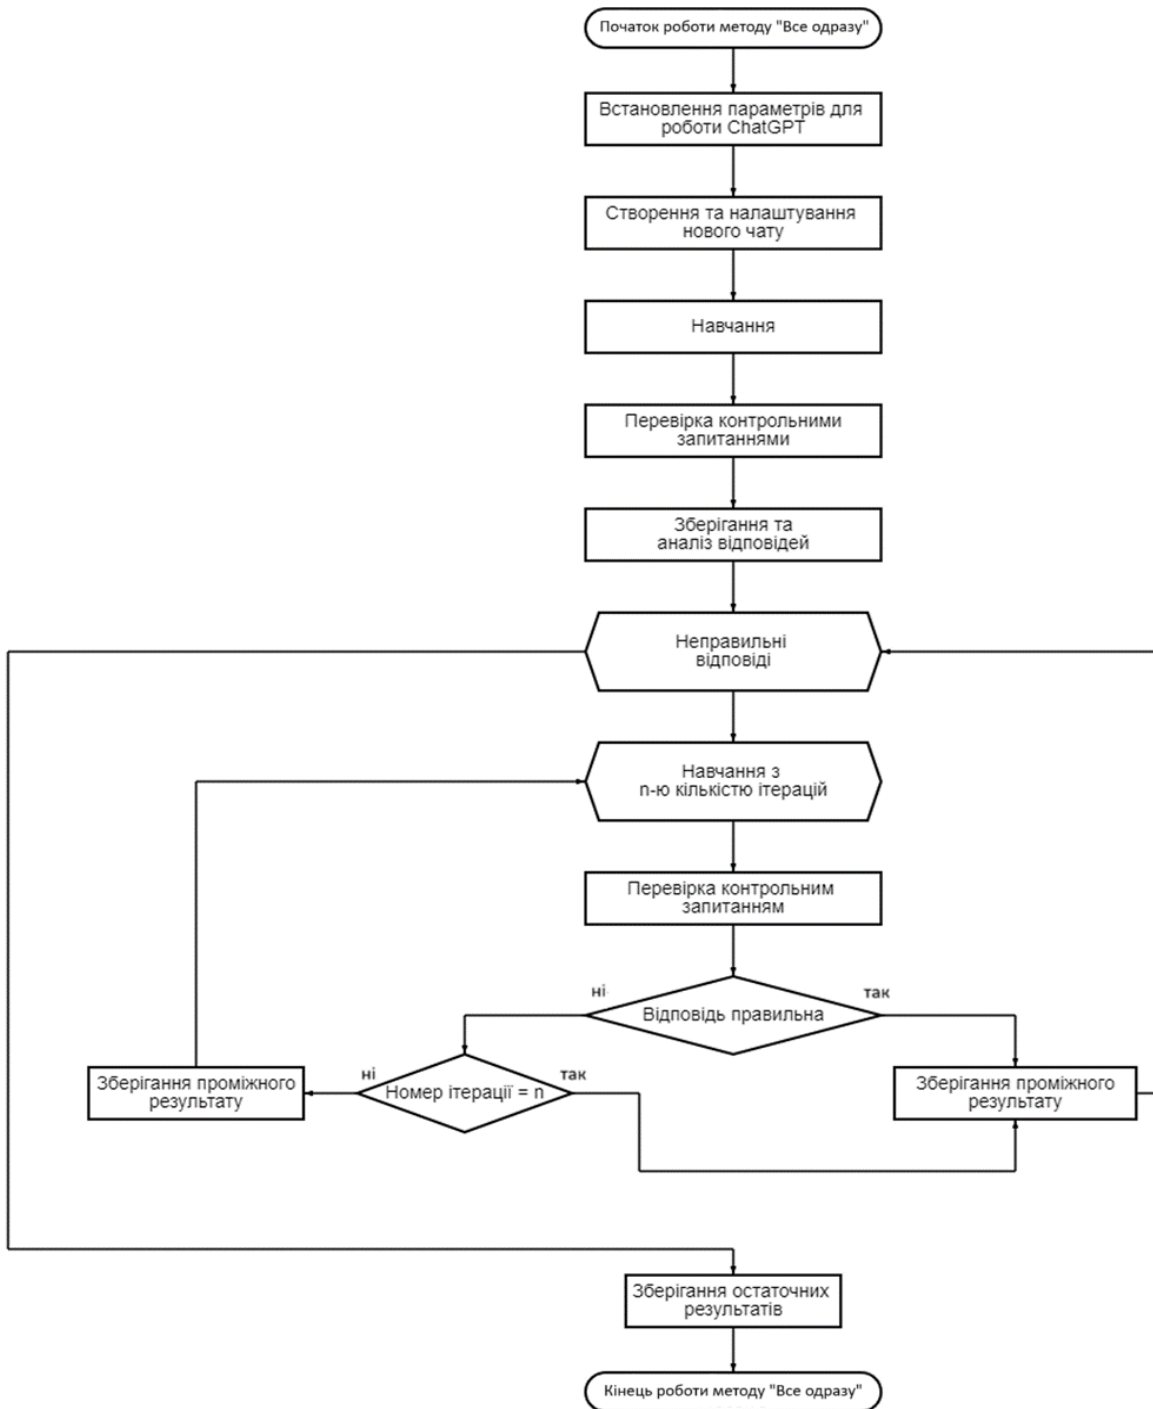 Початок роботи методу "Все одразу"
Встановлення параметрів для
роботи ChatGPT
Створення та налаштування
нового чату
Навчання
Перевірка контрольними
запитаннями
Зберігання та
аналіз відповідей
Неправильні
відповіді
Навчання з
n-ю кількістю ітерацій
Перевірка контрольним
запитанням
ні
так
Відповідь правильна
ні
так
Номер ітерації = n
Зберігання проміжного
результату
Зберігання проміжного
результату
Зберігання остаточних
результатів
Кінець роботи методу "Все одразу"